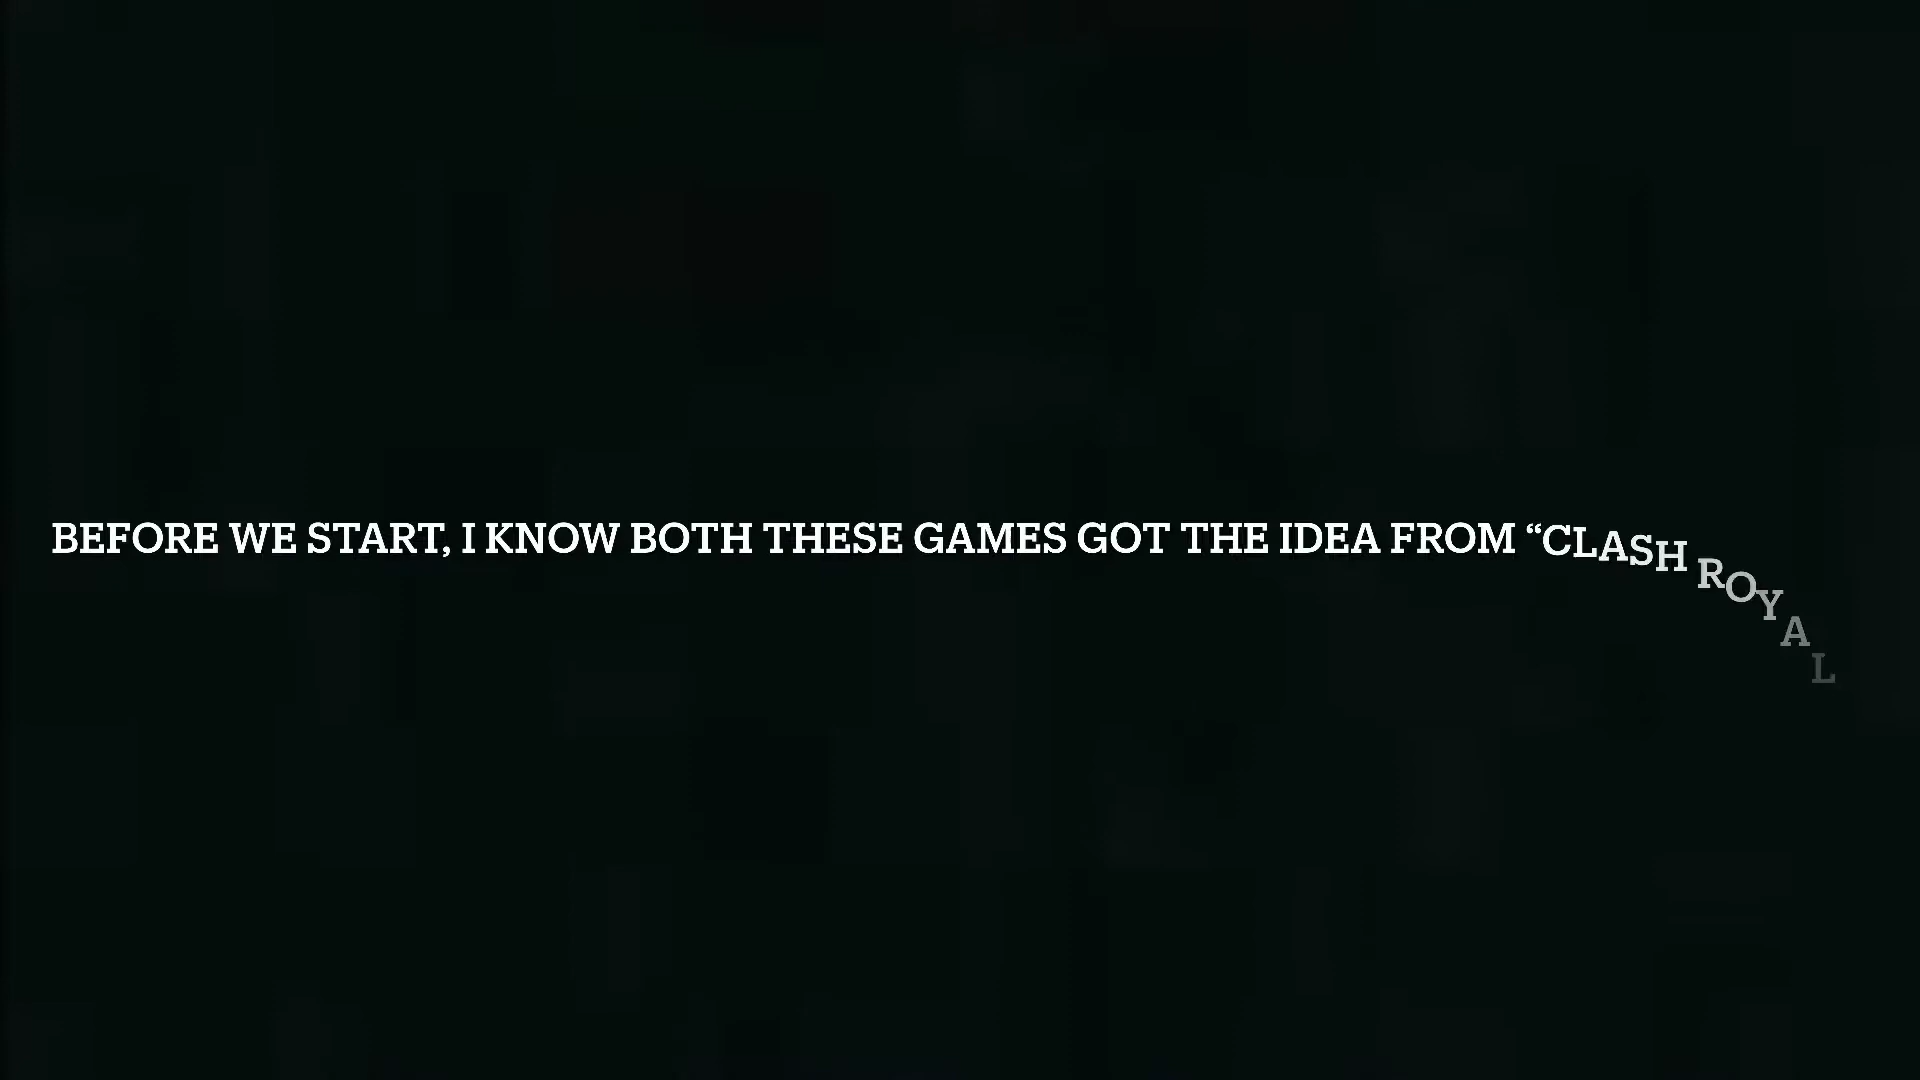 BEFORE WE START, I KNOW BOTH THESE GAMES GOT THE IDEA FROM “CLASH ROYAL